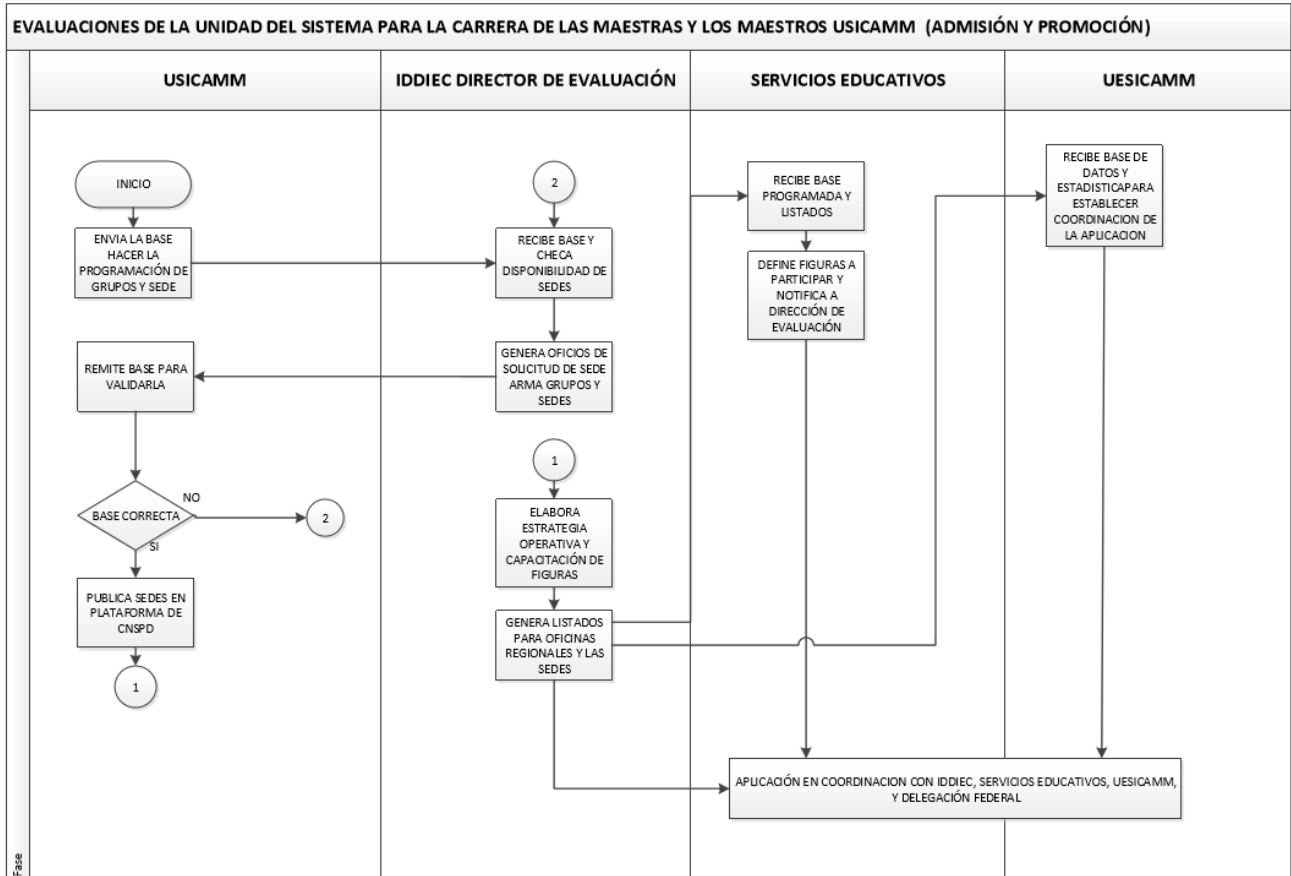 EVALUACIONES DE LA UNIDAD DEL SISTEMA PARA LA CARRERA DE LAS MAESTRAS Y LOS MAESTROS USICAMM (ADMISIÓN Y PROMOCIÓN)
USICAMM
IDDIEC DIRECTOR DE EVALUACIÓN
SERVICIOS EDUCATIVOS
UESICAMM
INICIO
ENVIA LA BASE
HACER LA
PROGRAMACIÓN DE
GRUPOS Y SEDE
REMITE BASE PARA
VALIDARLA
BASE CORRECTA
NO
2
SI
PUBLICA SEDES EN
PLATAFORMA DE
CNSPD
1
2
RECIBE BASE Y
CHECA
DISPONIBILIDAD DE
SEDES
GENERA OFICIOS DE
SOLICITUD DE SEDE
ARMA GRUPOS Y
SEDES
1
ELABORA
ESTRATEGIA
OPERATIVA Y
CAPACITACIÓN DE
FIGURAS
GENERA LISTADOS
PARA OFICINAS
REGIONALES Y LAS
SEDES
RECIBE BASE
PROGRAMADA Y
LISTADOS
DEFINE FIGURAS A
PARTICIPAR Y
NOTIFICA A
DIRECCIÓN DE
EVALUACIÓN
RECIBE BASE DE
DATOS Y
ESTADISTICAPARA
ESTABLECER
COORDINACION DE
LA APLICACION
APLICACIÓN EN COORDINACION CON IDDIEC, SERVICIOS EDUCATIVOS, UESICAMM,
Y DELEGACIÓN FEDERAL
Fase